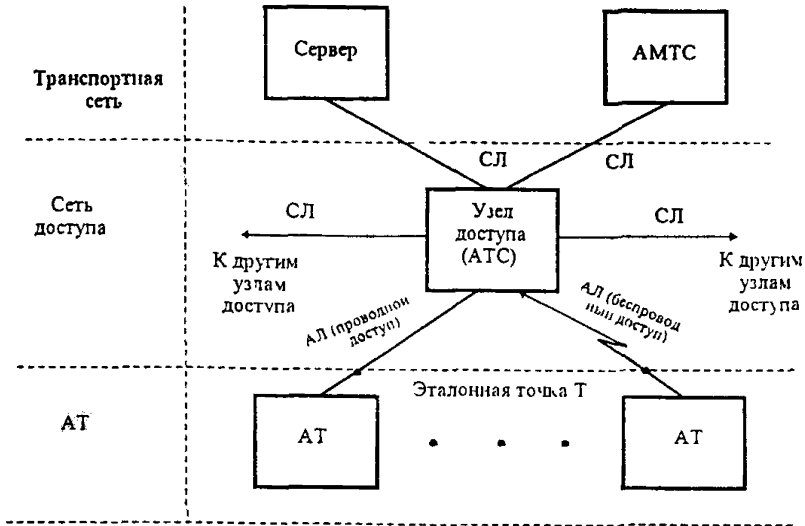 Сервер
АМТС
Транспортная
сеть
СЛ
СЛ
Сеть
доступа
СЛ
Узел
доступа
(АТС)
СЛ
К другим
узлам
доступа
К другим
узлам
доступа
АЛ (проводной
доступ)
АЛ (беспровод
ный доступ)
Эталонная точка Т
АТ
АТ
АТ